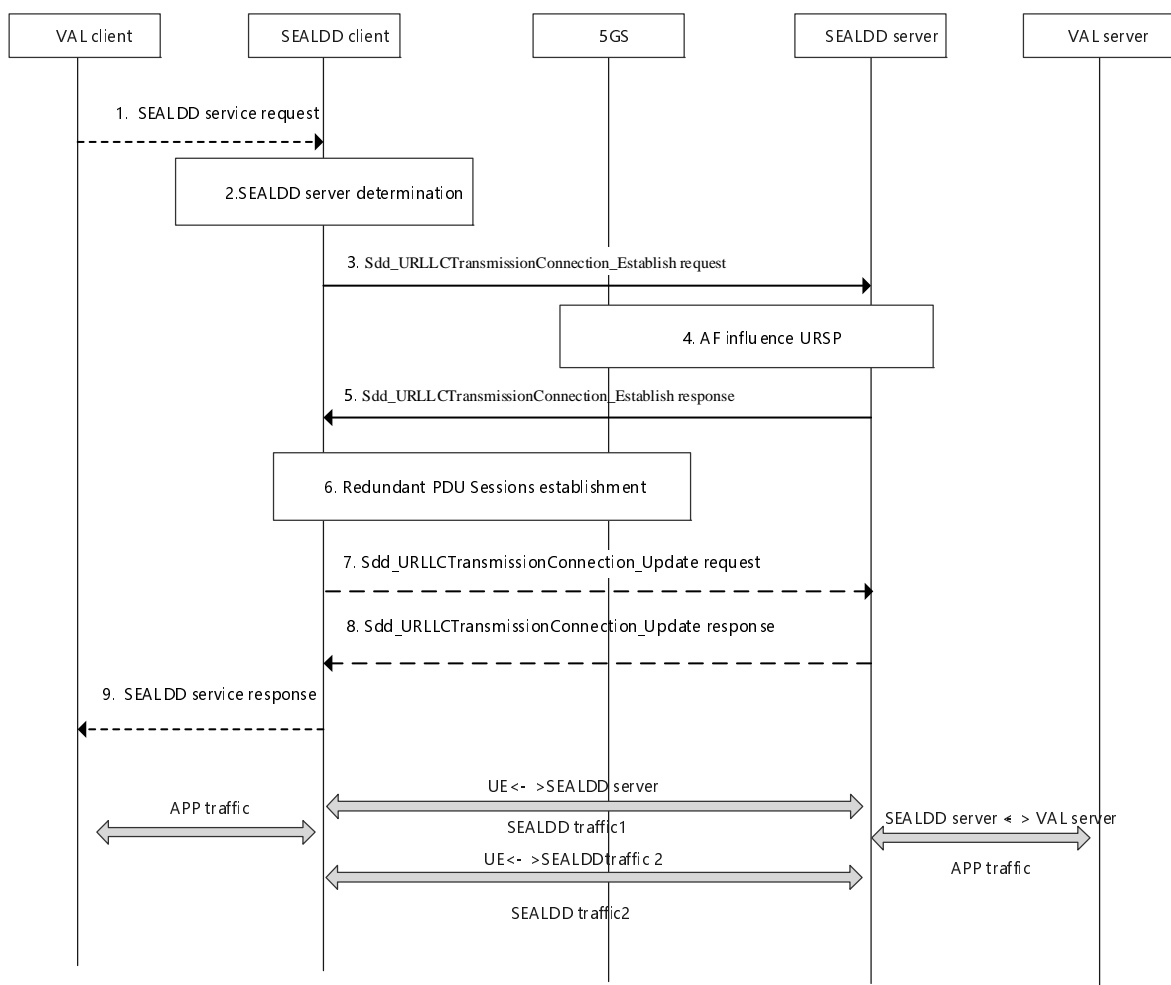 VAL client
SEALDD client
5GS
SEALDD server
VAL server
1. SEALDD service request
2.SEALDD server determination
3. Sdd_URLLCTransmissionConnection_Establish request
4. AF influence URSP
5. Sdd_URLLCTransmissionConnection_Establish response
6. Redundant PDU Sessions establishment
7. Sdd_URLLCTransmissionConnection_Update request
8. Sdd_URLLCTransmissionConnection_Update response
9. SEALDD service response
UE<- >SEALDD server
APP traffic
SEALDD traffic1
SEALDD server < > VAL server
UE<- >SEALDDtraffic 2
APP traffic
SEALDD traffic2